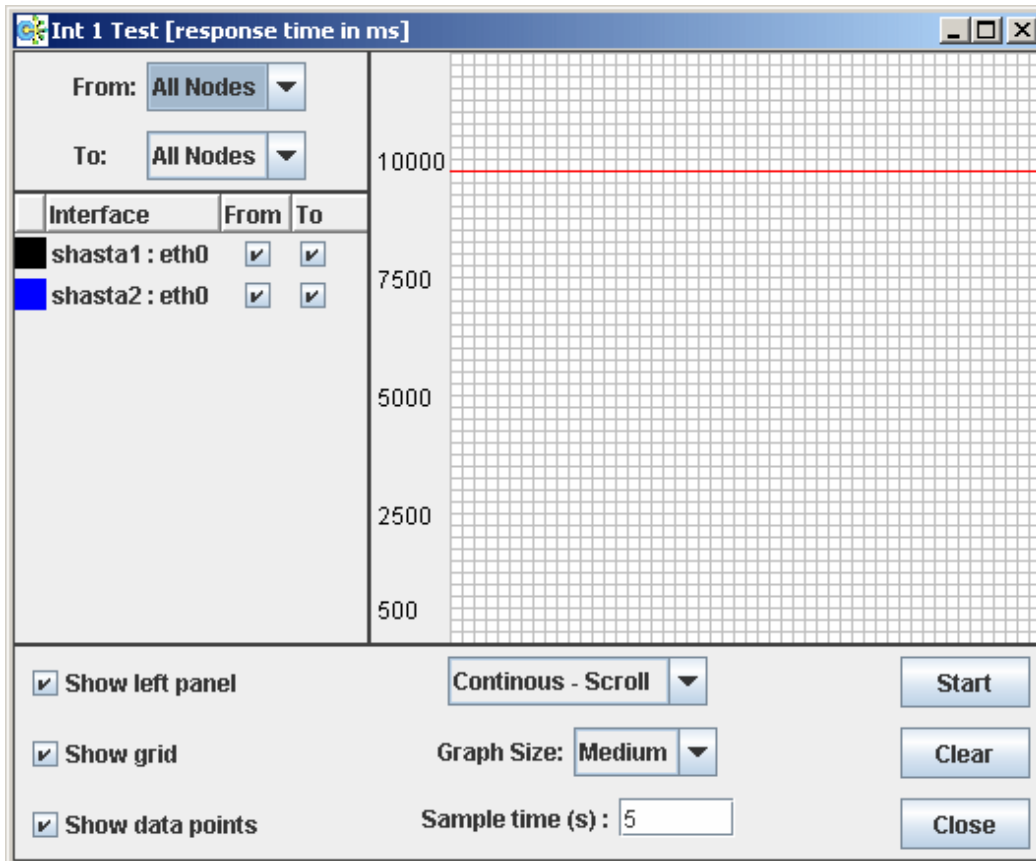 Int 1 Test [response time in ms]
From: All Nodes
To: All Nodes
Interface From To
shasta1 : eth0
shasta2 : eth0
10000
7500
5000
2500
500
Show left panel
Continous - Scroll
Start
Show grid
Graph Size: Medium
Clear
Show data points
Sample time (s) : 5
Close